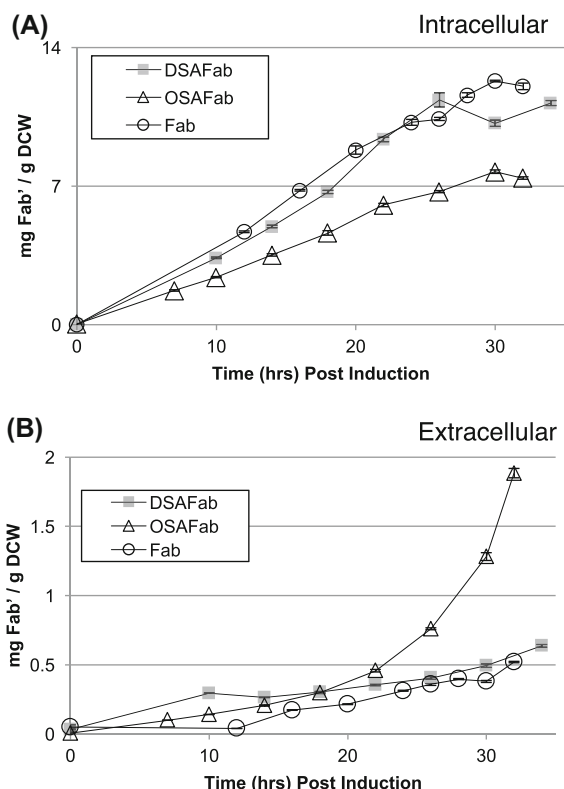 (A)
Intracellular
14
7
0
mg Fab' / g DCW
DSAFab
OSAFab
Fab
0 10 20 30
Time (hrs) Post Induction
(B)
Extracellular
2
1.5
1
0.5
0
mg Fab' / g DCW
DSAFab
OSAFab
Fab
0 10 20 30
Time (hrs) Post Induction